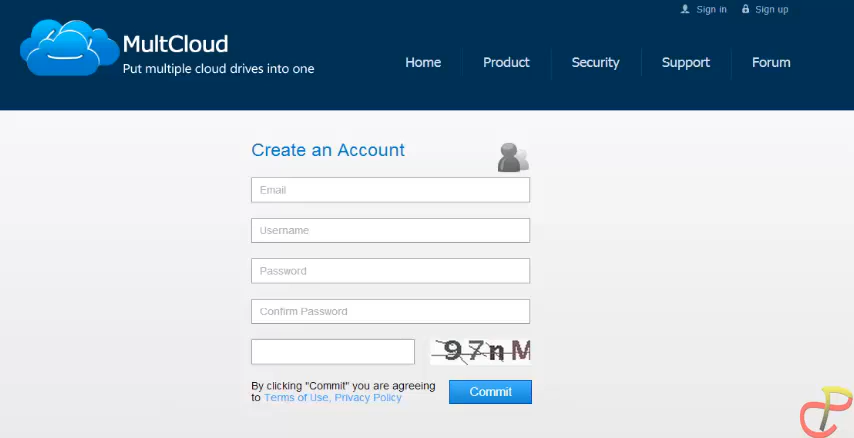 Sign in
Sign up
MultCloud
Put multiple cloud drives into one
Home
Product
Security
Support
Forum
Create an Account
Email
Username
Password
Confirm Password
97nM
By clicking "Commit" you are agreeing
to Terms of Use, Privacy Policy
Commit